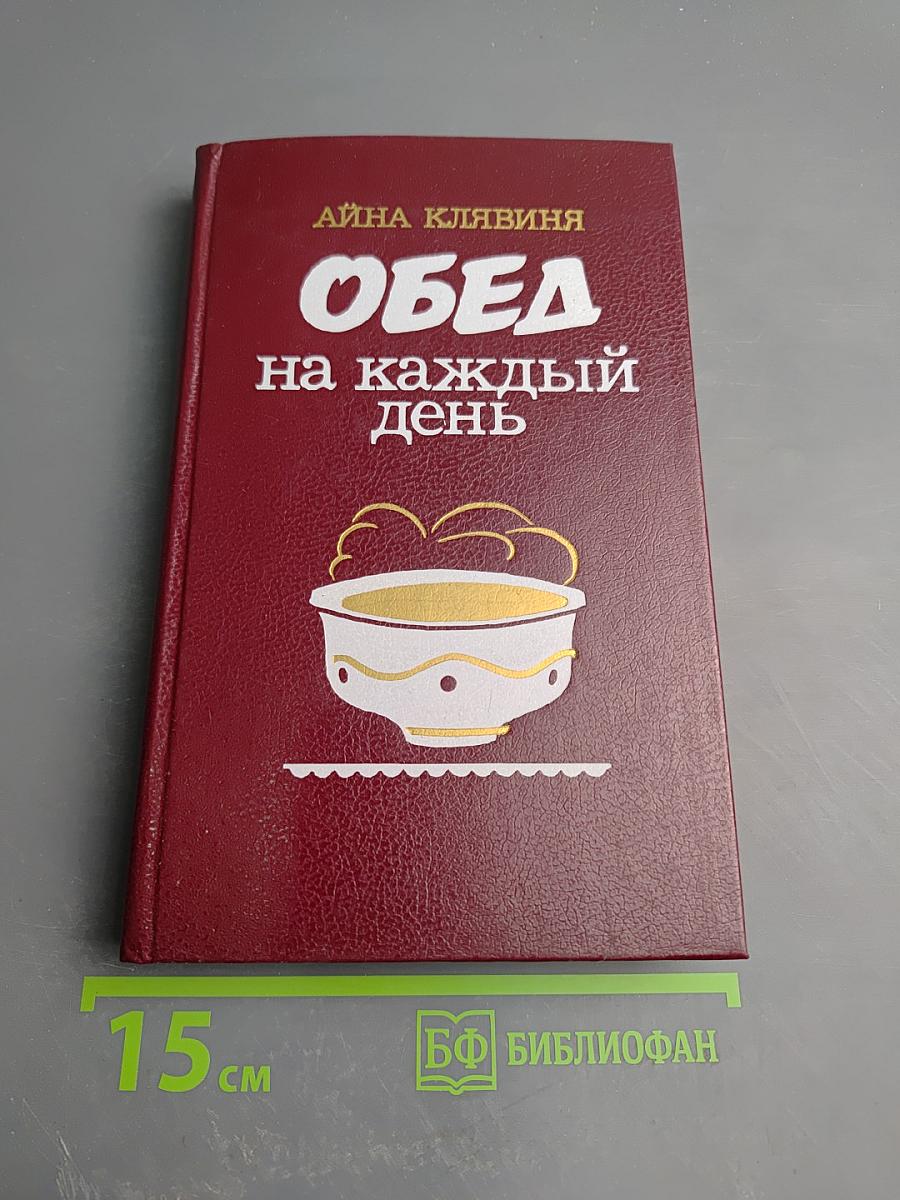 АЙНА КЛЯВИНЯ
ОБЕД
на каждый
день
15 см
БФ БИБЛИОФАН